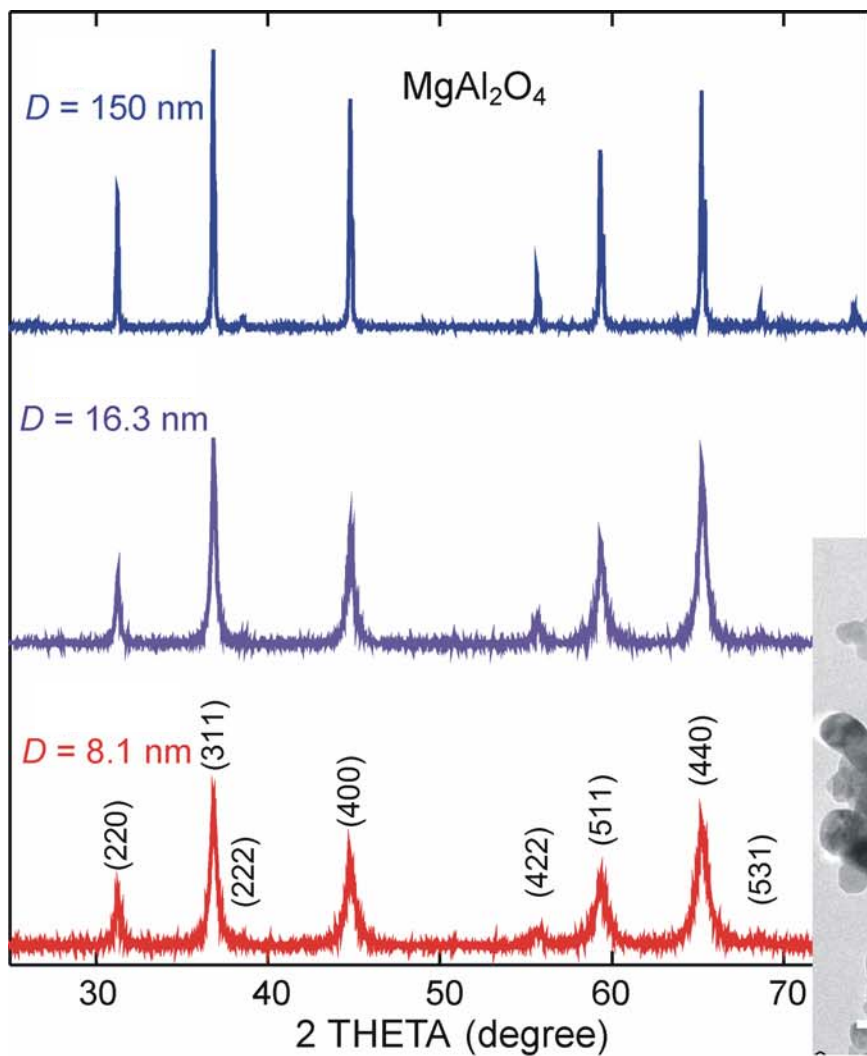 MgAl₂O₄
D = 150 nm
D = 16.3 nm
D = 8.1 nm
(220)
(311)
(222)
(400)
(422)
(511)
(440)
(531)
30 40 50 60 70
2 THETA (degree)